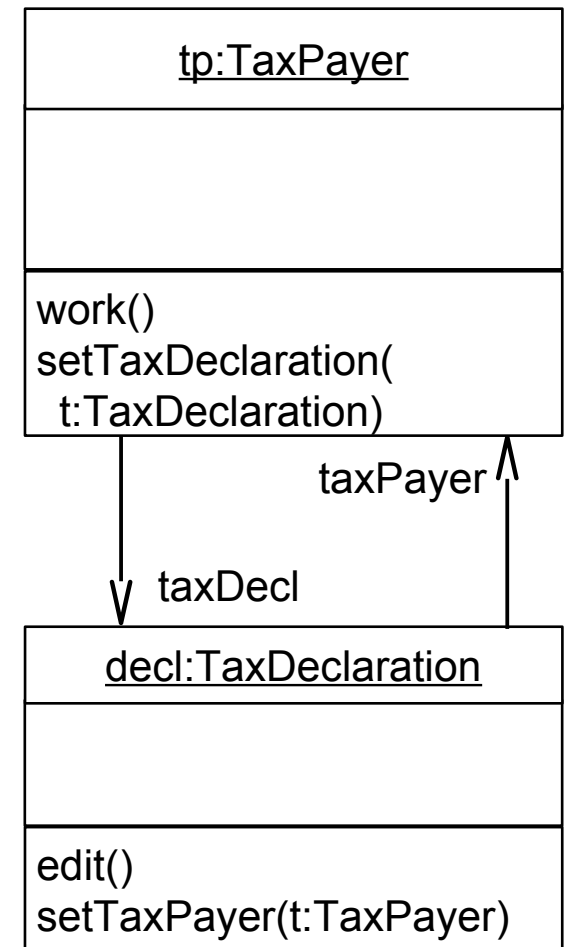 tp:TaxPayer
work()
setTaxDeclaration(
t:TaxDeclaration)
taxPayer
taxDecl
decl:TaxDeclaration
edit()
setTaxPayer(t:TaxPayer)